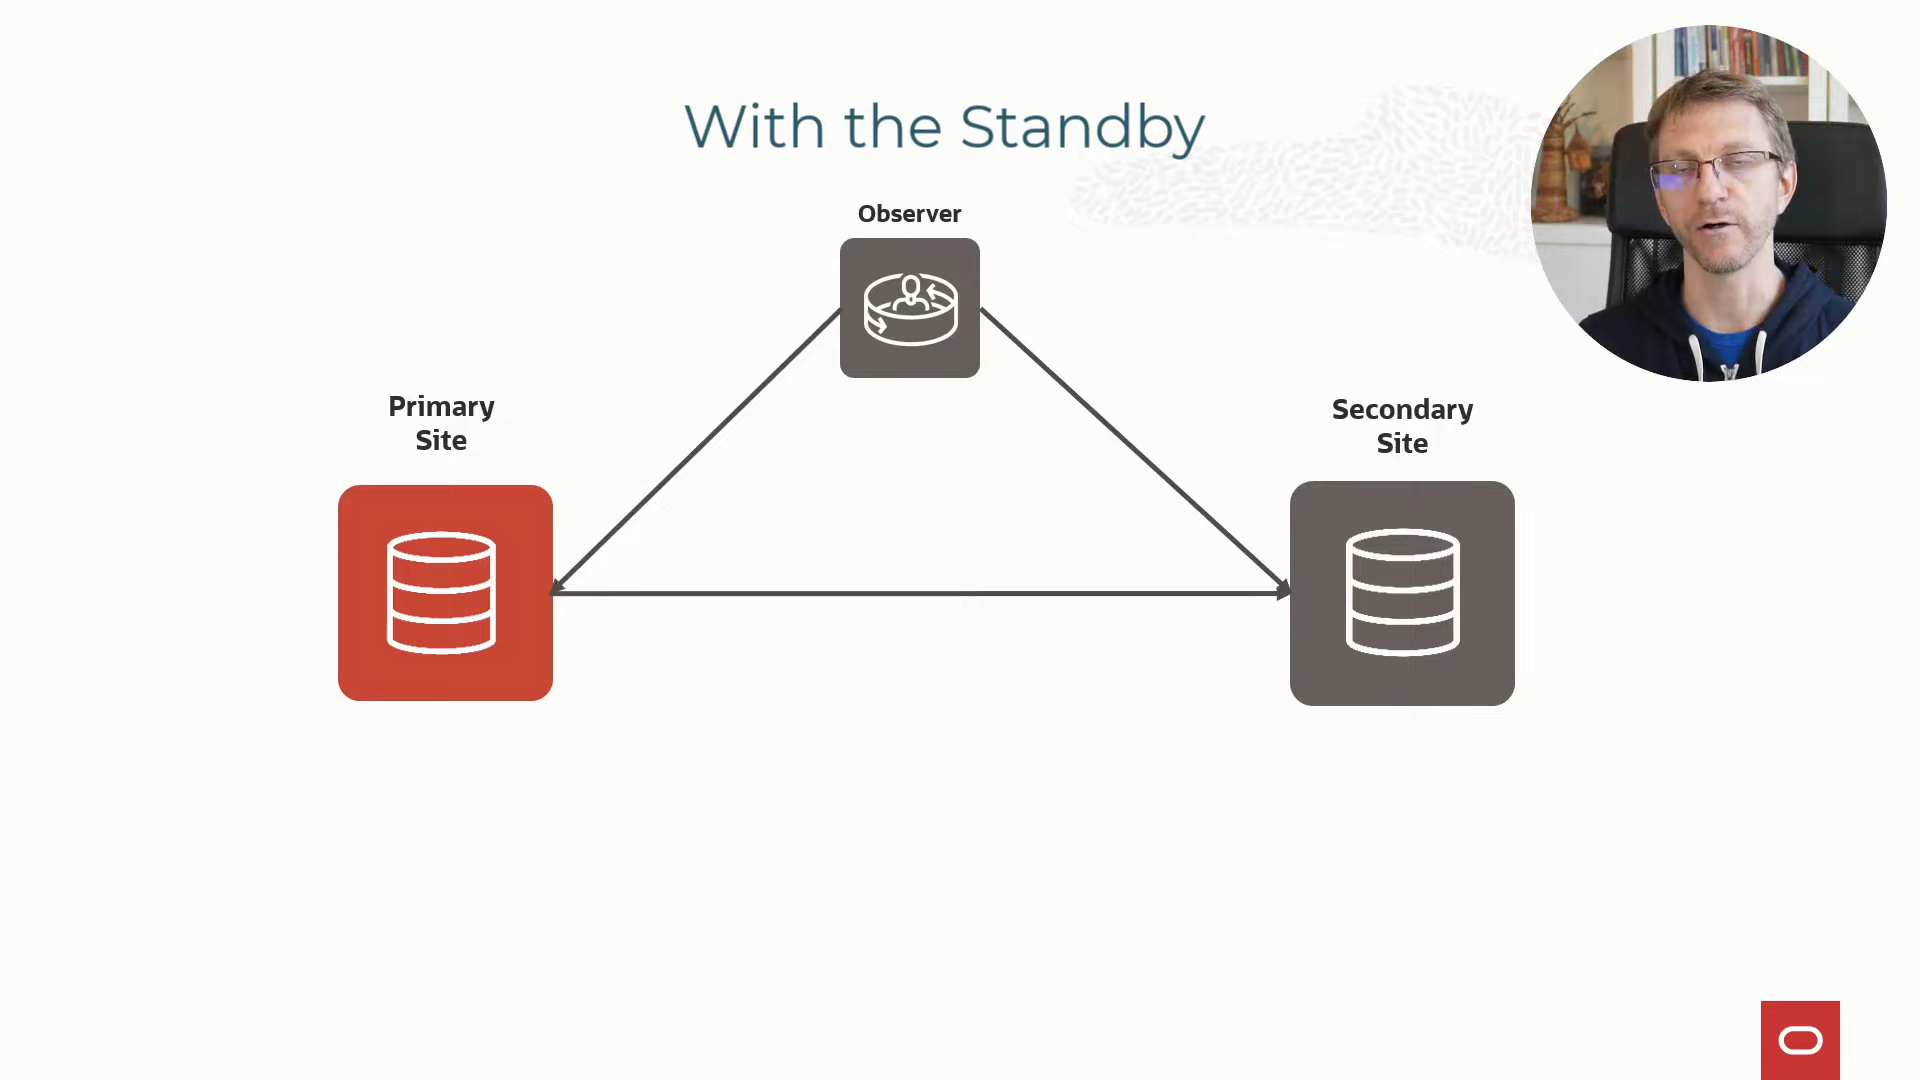 With the Standby
Observer
Primary
Site
Secondary
Site